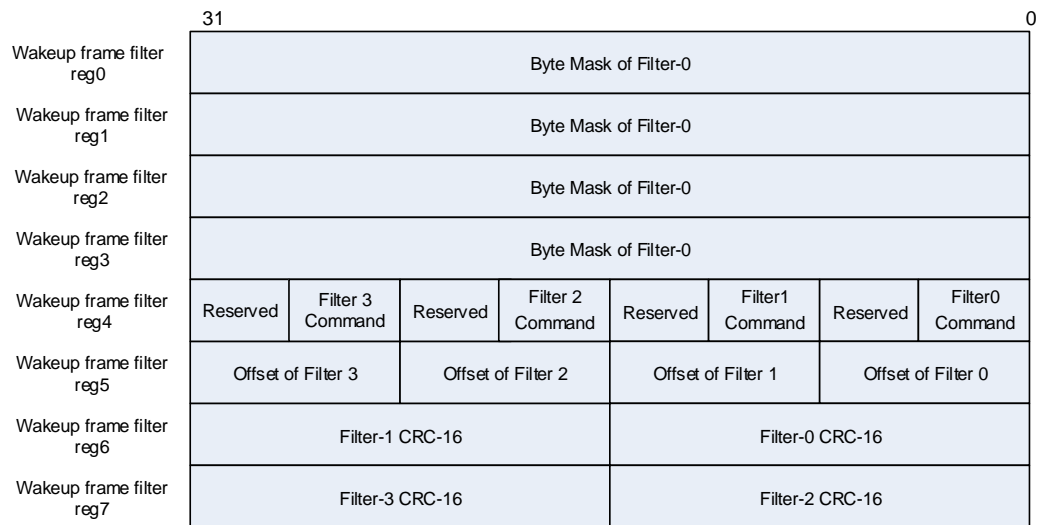 31 0
Wakeup frame filter
reg0
Byte Mask of Filter-0
Wakeup frame filter
reg1
Byte Mask of Filter-0
Wakeup frame filter
reg2
Byte Mask of Filter-0
Wakeup frame filter
reg3
Byte Mask of Filter-0
Wakeup frame filter
reg4
Reserved
Filter 3
Command
Reserved
Filter 2
Command
Reserved
Filter1
Command
Reserved
Filter0
Command
Wakeup frame filter
reg5
Offset of Filter 3
Offset of Filter 2
Offset of Filter 1
Offset of Filter 0
Wakeup frame filter
reg6
Filter-1 CRC-16
Filter-0 CRC-16
Wakeup frame filter
reg7
Filter-3 CRC-16
Filter-2 CRC-16